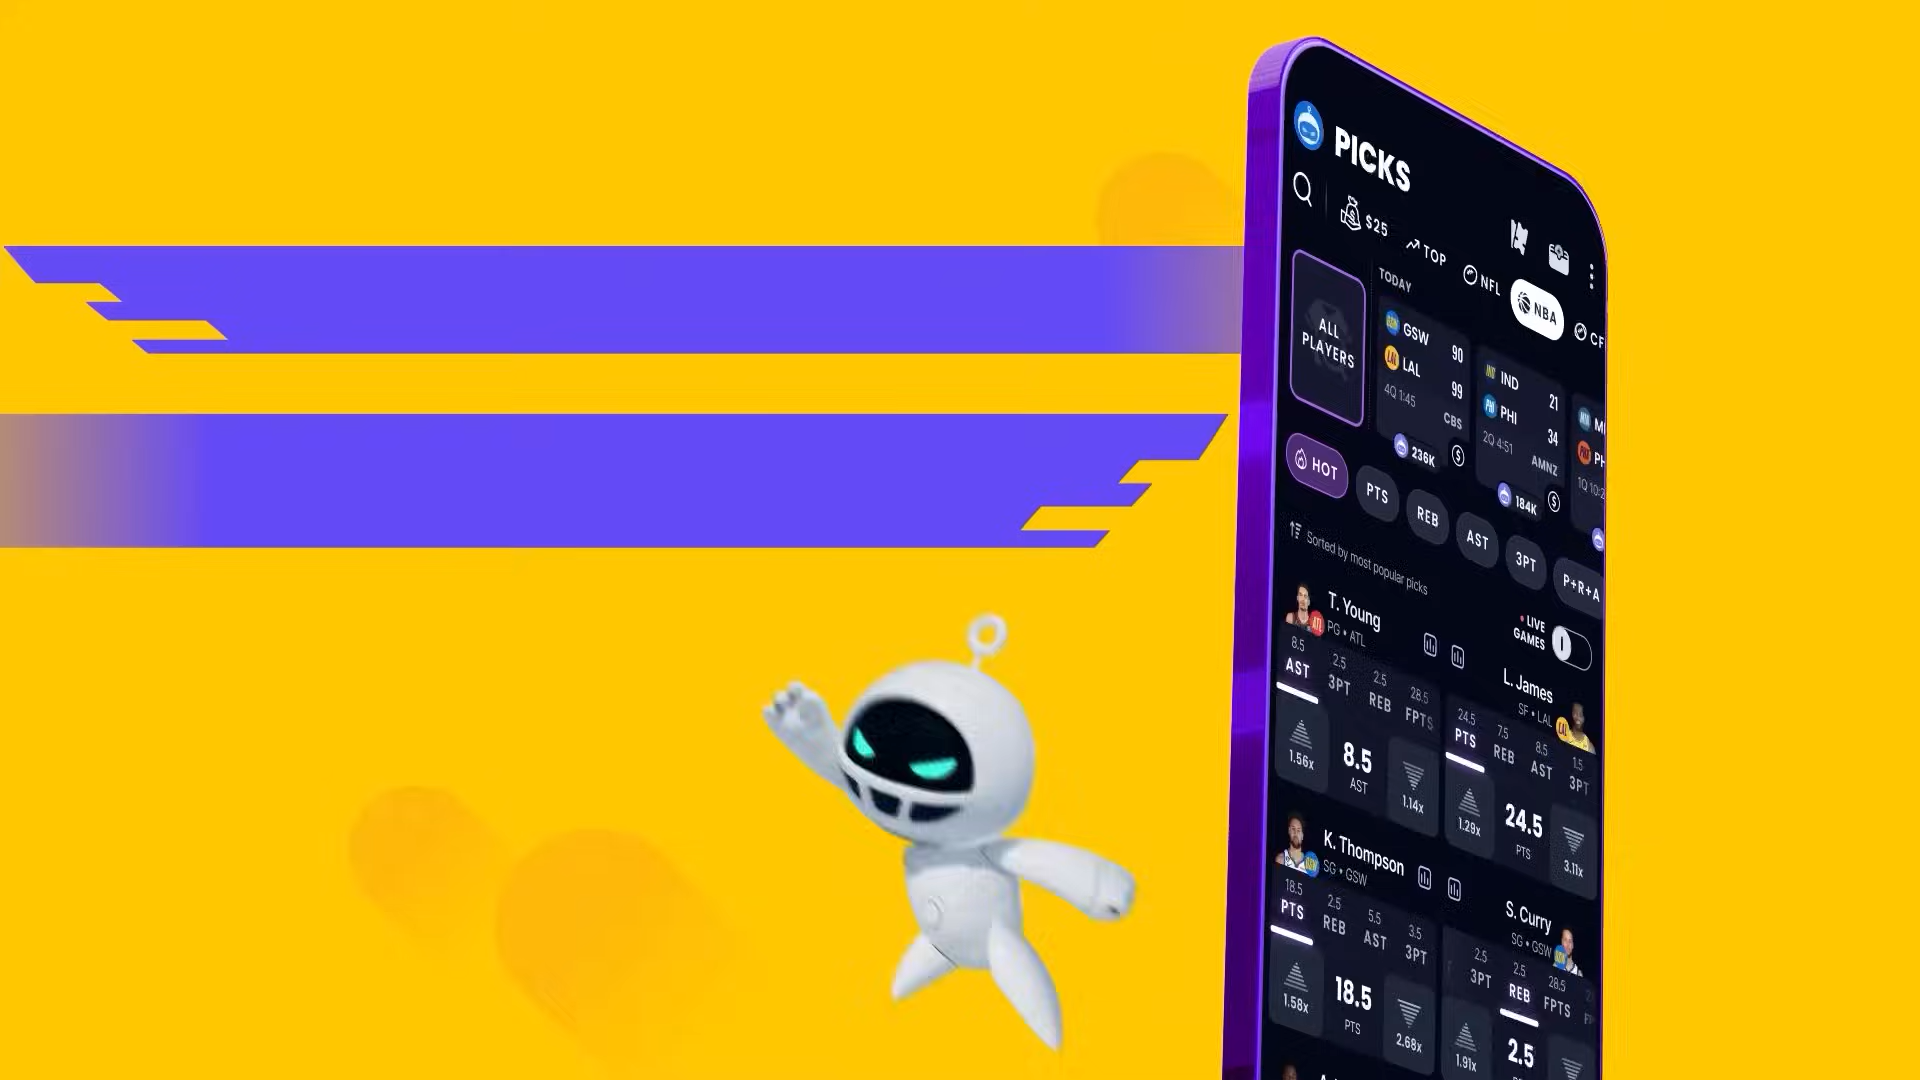 PICKS
$25
TOP
NFL
NBA
CF
ALL
PLAYERS
TODAY
GSW 90
LAL 99
4Q 1:45
CBS
236K
IND 21
PHI 34
2Q 4:51
AMNZ
184K
HOT
PTS
REB
AST
3PT
P+R+A
Sorted by most popular picks
LIVE
GAMES
T. Young
PG • ATL
8.5 2.5 2.5 28.5
AST 3PT REB FPTS
1.56x
8.5
AST
1.14x
L. James
SF • LAL
24.5 7.5 8.5 1.5
PTS REB AST 3PT
1.29x
24.5
PTS
3.11x
K. Thompson
SG • GSW
18.5 2.5 5.5 3.5
PTS REB AST 3PT
1.58x
18.5
PTS
2.68x
S. Curry
SG • GSW
2.5 2.5 28.5
3PT REB FPTS
1.91x
2.5